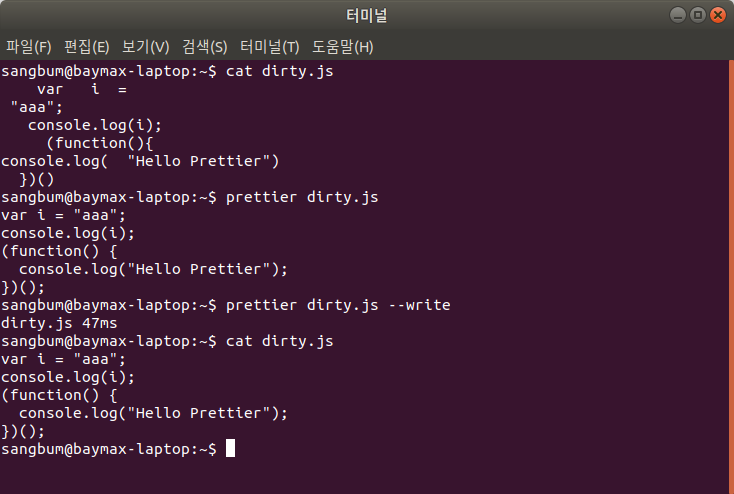 터미널
파일(F) 편집(E) 보기(V) 검색(S) 터미널(T) 도움말(H)
sangbum@baymax-laptop:~$ cat dirty.js
    var   i  =
 "aaa";
   console.log(i);
     (function(){
console.log(  "Hello Prettier")
  })()
sangbum@baymax-laptop:~$ prettier dirty.js
var i = "aaa";
console.log(i);
(function() {
  console.log("Hello Prettier");
})();
sangbum@baymax-laptop:~$ prettier dirty.js --write
dirty.js 47ms
sangbum@baymax-laptop:~$ cat dirty.js
var i = "aaa";
console.log(i);
(function() {
  console.log("Hello Prettier");
})();
sangbum@baymax-laptop:~$